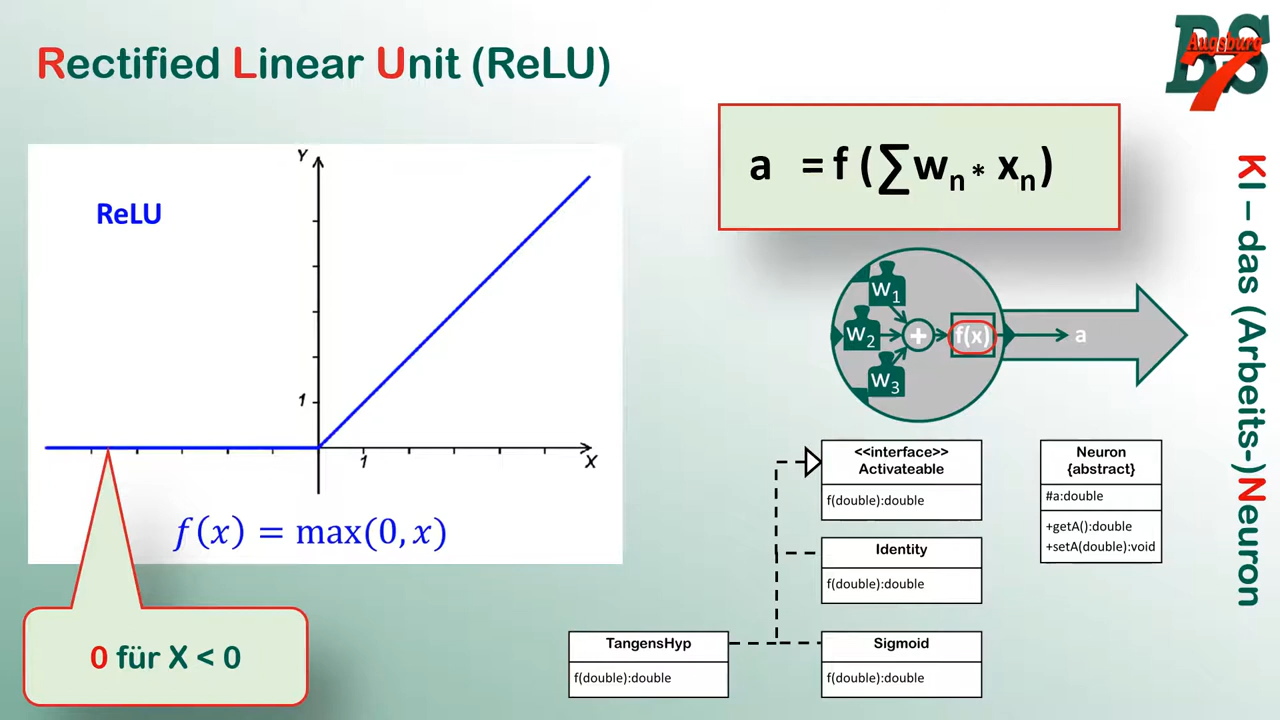 Rectified Linear Unit (ReLU)
BS
Augsburg
7
KI – das (Arbeits-)Neuron
Y
ReLU
1
1
X
f(x) = max(0, x)
0 für X < 0
a = f (∑wn * xn)
w1
w2
w3
+
f(x)
a
<<interface>>
Activateable
f(double):double
Identity
f(double):double
TangensHyp
f(double):double
Sigmoid
f(double):double
Neuron
{abstract}
#a:double
+getA():double
+setA(double):void